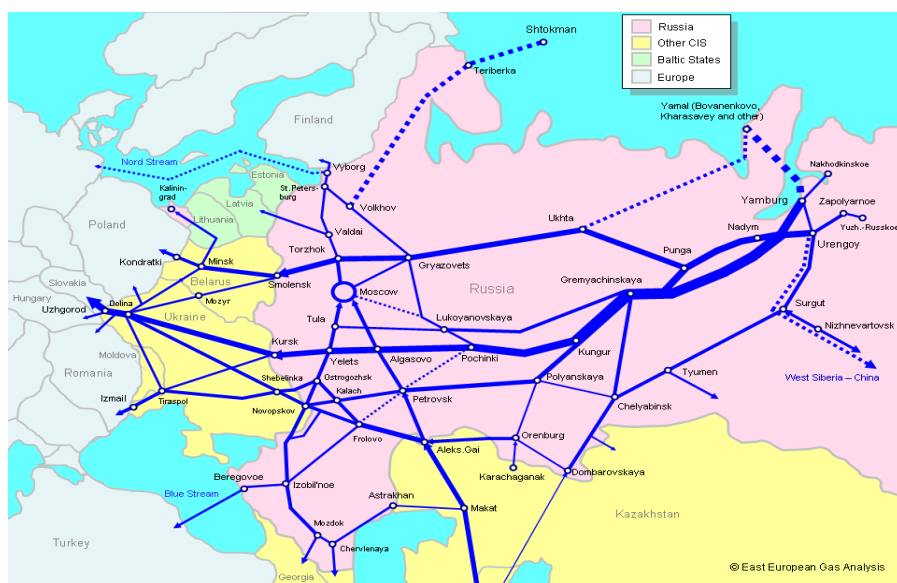 Shtokman
Teriberka
Russia
Other CIS
Baltic States
Europe
Yamal (Bovanenkovo,
Kharasavey and other)
Finland
Nord Stream
Vyborg
Estonia
Kalinin-
grad
Latvia
St.Peters-
burg
Lithuania
Volkhov
Nakhodkinskoe
Yamburg
Zapolyarnoe
Yuzh.-Russkoe
Poland
Valdai
Ukhta
Nadym
Urengoy
Kondratki
Minsk
Torzhok
Gryazovets
Punga
Gremyachinskaya
Slovakia
Belarus
Smolensk
Moscow
Russia
Hungary
Uzhgorod
Dolina
Mozyr
Ukraine
Tula
Lukoyanovskaya
Surgut
Nizhnevartovsk
Kursk
Yelets
Algasovo
Pochinki
Kungur
Moldova
Romania
Shebelinka
Ostrogozhsk
Kalach
Polyanskaya
Tyumen
West Siberia – China
Izmail
Tiraspol
Novopskov
Petrovsk
Chelyabinsk
Frolovo
Aleks.Gai
Orenburg
Beregovoe
Izobil'noe
Karachaganak
Dombarovskaya
Blue Stream
Astrakhan
Makat
Kazakhstan
Mozdok
Turkey
Chervlenaya
Georgia
© East European Gas Analysis